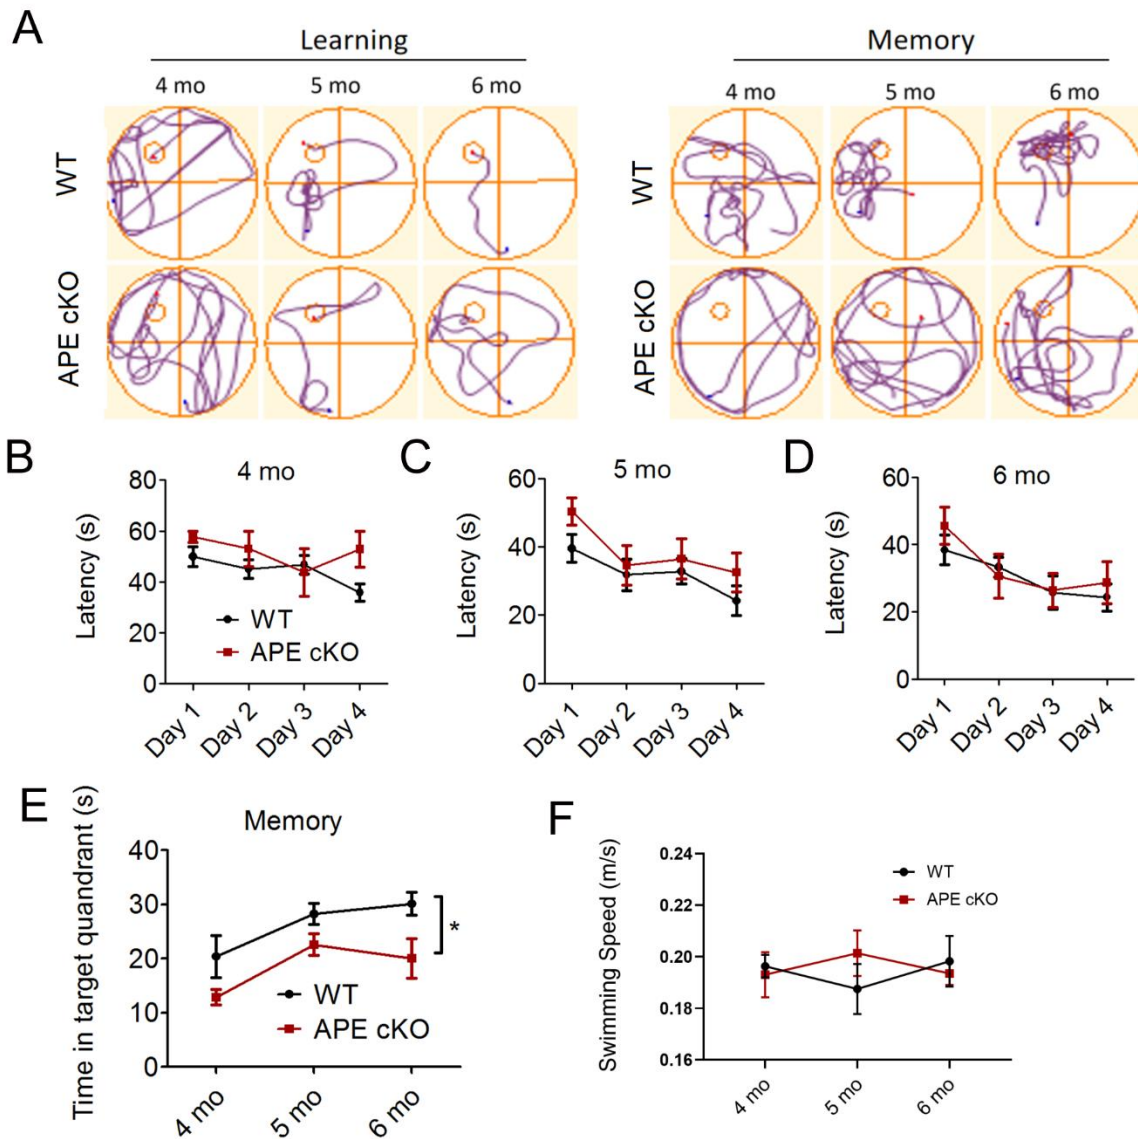 A
Learning
Memory
4 mo
5 mo
6 mo
4 mo
5 mo
6 mo
WT
WT
APE cKO
APE cKO
B
4 mo
80
60
40
20
0
Latency (s)
WT
APE cKO
Day 1
Day 2
Day 3
Day 4
C
5 mo
60
40
20
0
Latency (s)
Day 1
Day 2
Day 3
Day 4
D
6 mo
60
40
20
0
Latency (s)
Day 1
Day 2
Day 3
Day 4
E
Memory
Time in target quandrant (s)
40
30
20
10
0
*
WT
APE cKO
4 mo
5 mo
6 mo
F
Swimming Speed (m/s)
0.24
0.22
0.20
0.18
0.16
WT
APE cKO
4 mo
5 mo
6 mo